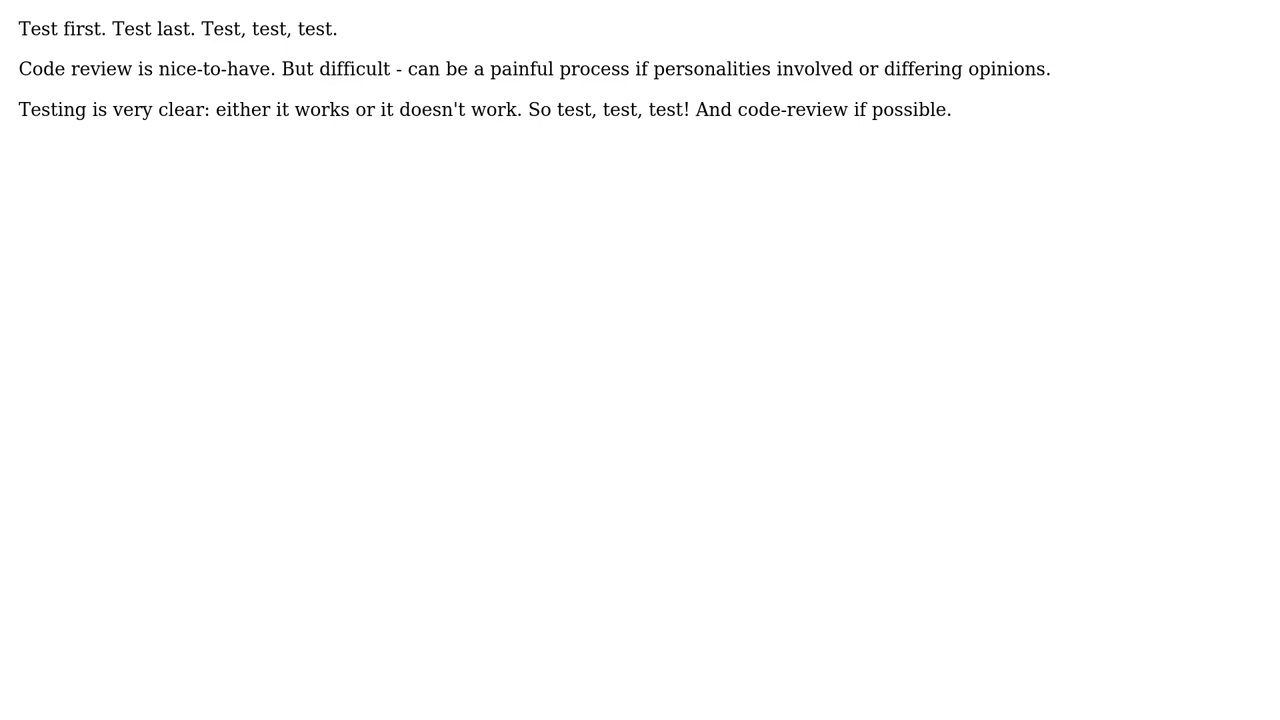 Test first. Test last. Test, test, test.
Code review is nice-to-have. But difficult - can be a painful process if personalities involved or differing opinions.
Testing is very clear: either it works or it doesn't work. So test, test, test! And code-review if possible.